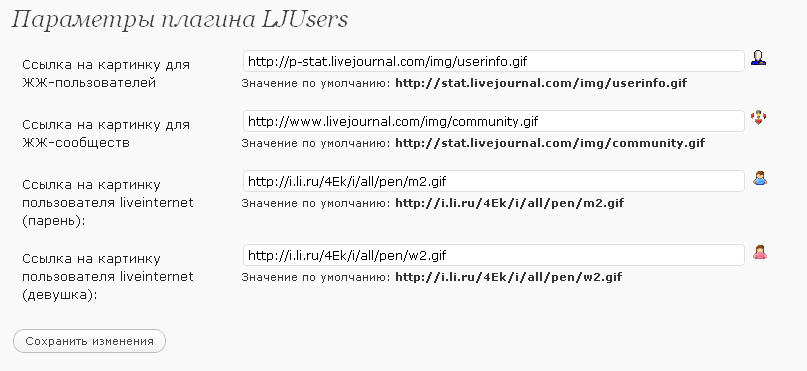 Параметры плагина LJUsers
Ссылка на картинку для
ЖЖ-пользователей
http://p-stat.livejournal.com/img/userinfo.gif
Значение по умолчанию: http://stat.livejournal.com/img/userinfo.gif
Ссылка на картинку для
ЖЖ-сообществ
http://www.livejournal.com/img/community.gif
Значение по умолчанию: http://stat.livejournal.com/img/community.gif
Ссылка на картинку
пользователя liveinternet
(парень):
http://i.li.ru/4Ek/i/all/pen/m2.gif
Значение по умолчанию: http://i.li.ru/4Ek/i/all/pen/m2.gif
Ссылка на картинку
пользователя liveinternet
(девушка):
http://i.li.ru/4Ek/i/all/pen/w2.gif
Значение по умолчанию: http://i.li.ru/4Ek/i/all/pen/w2.gif
Сохранить изменения